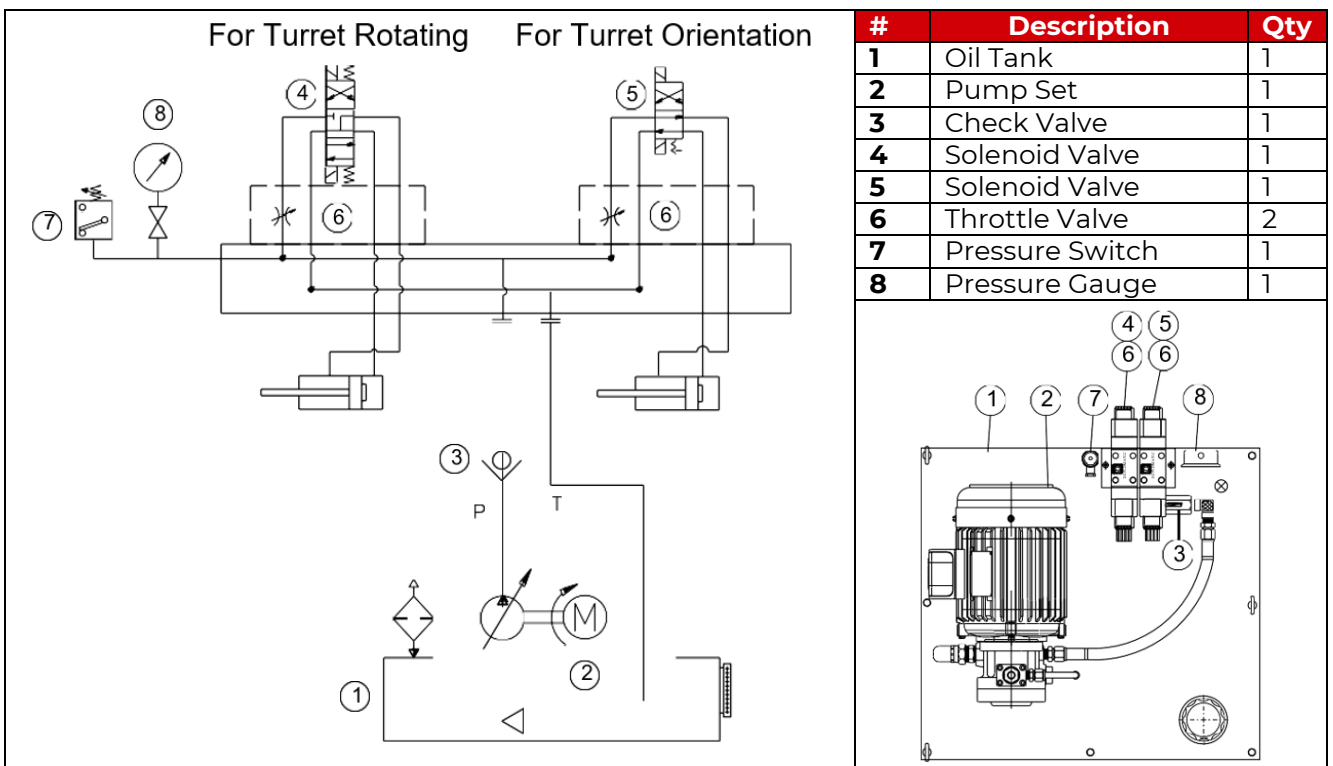 For Turret Rotating For Turret Orientation
4
5
8
7
6
6
3
P
T
M
2
1
# Description Qty
1 Oil Tank 1
2 Pump Set 1
3 Check Valve 1
4 Solenoid Valve 1
5 Solenoid Valve 1
6 Throttle Valve 2
7 Pressure Switch 1
8 Pressure Gauge 1
4 5
6 6
1 2 7 8
3